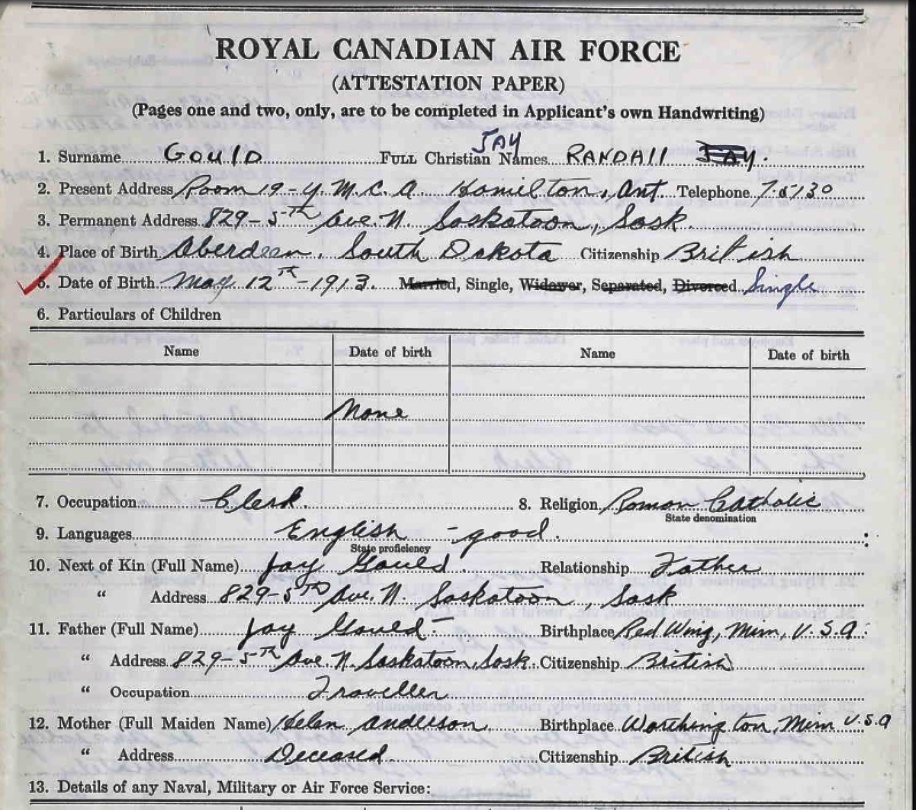 ROYAL CANADIAN AIR FORCE
(ATTESTATION PAPER)
(Pages one and two, only, are to be completed in Applicant's own Handwriting)
JAY
1. Surname GOULD FULL Christian Names RANDALL JAY.
2. Present Address Room 19 - Y.M.C.A. Hamilton, Ont Telephone 7-5130
3. Permanent Address 829-5TH Ave. N. Saskatoon, Sask.
4. Place of Birth Aberdeen, South Dakota Citizenship British
5. Date of Birth May 12TH - 1913. Married, Single, Widower, Separated, Divorced Single
6. Particulars of Children
Name Date of birth Name Date of birth
None
7. Occupation Clerk. 8. Religion Roman Catholic
State denomination
9. Languages English - good.
State proficiency
10. Next of Kin (Full Name) Jay Gould. Relationship Father
" Address 829-5TH Ave. N. Saskatoon, Sask
11. Father (Full Name) Jay Gould Birthplace Red Wing, Minn, U.S.A.
" Address 829-5TH Ave N. Saskatoon, Sask. Citizenship British
" Occupation Traveller
12. Mother (Full Maiden Name) Helen Anderson Birthplace Worthington, Minn U.S.A
" Address Deceased Citizenship British
13. Details of any Naval, Military or Air Force Service: